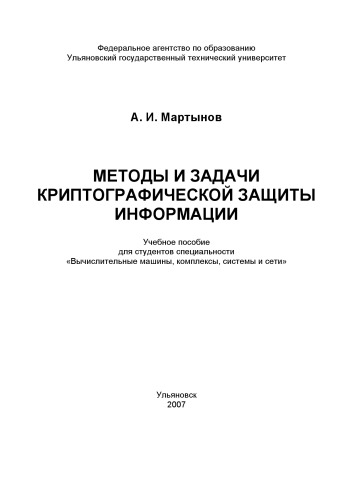 Федеральное агентство по образованию
Ульяновский государственный технический университет
А. И. Мартынов
МЕТОДЫ И ЗАДАЧИ
КРИПТОГРАФИЧЕСКОЙ ЗАЩИТЫ
ИНФОРМАЦИИ
Учебное пособие
для студентов специальности
«Вычислительные машины, комплексы, системы и сети»
Ульяновск
2007